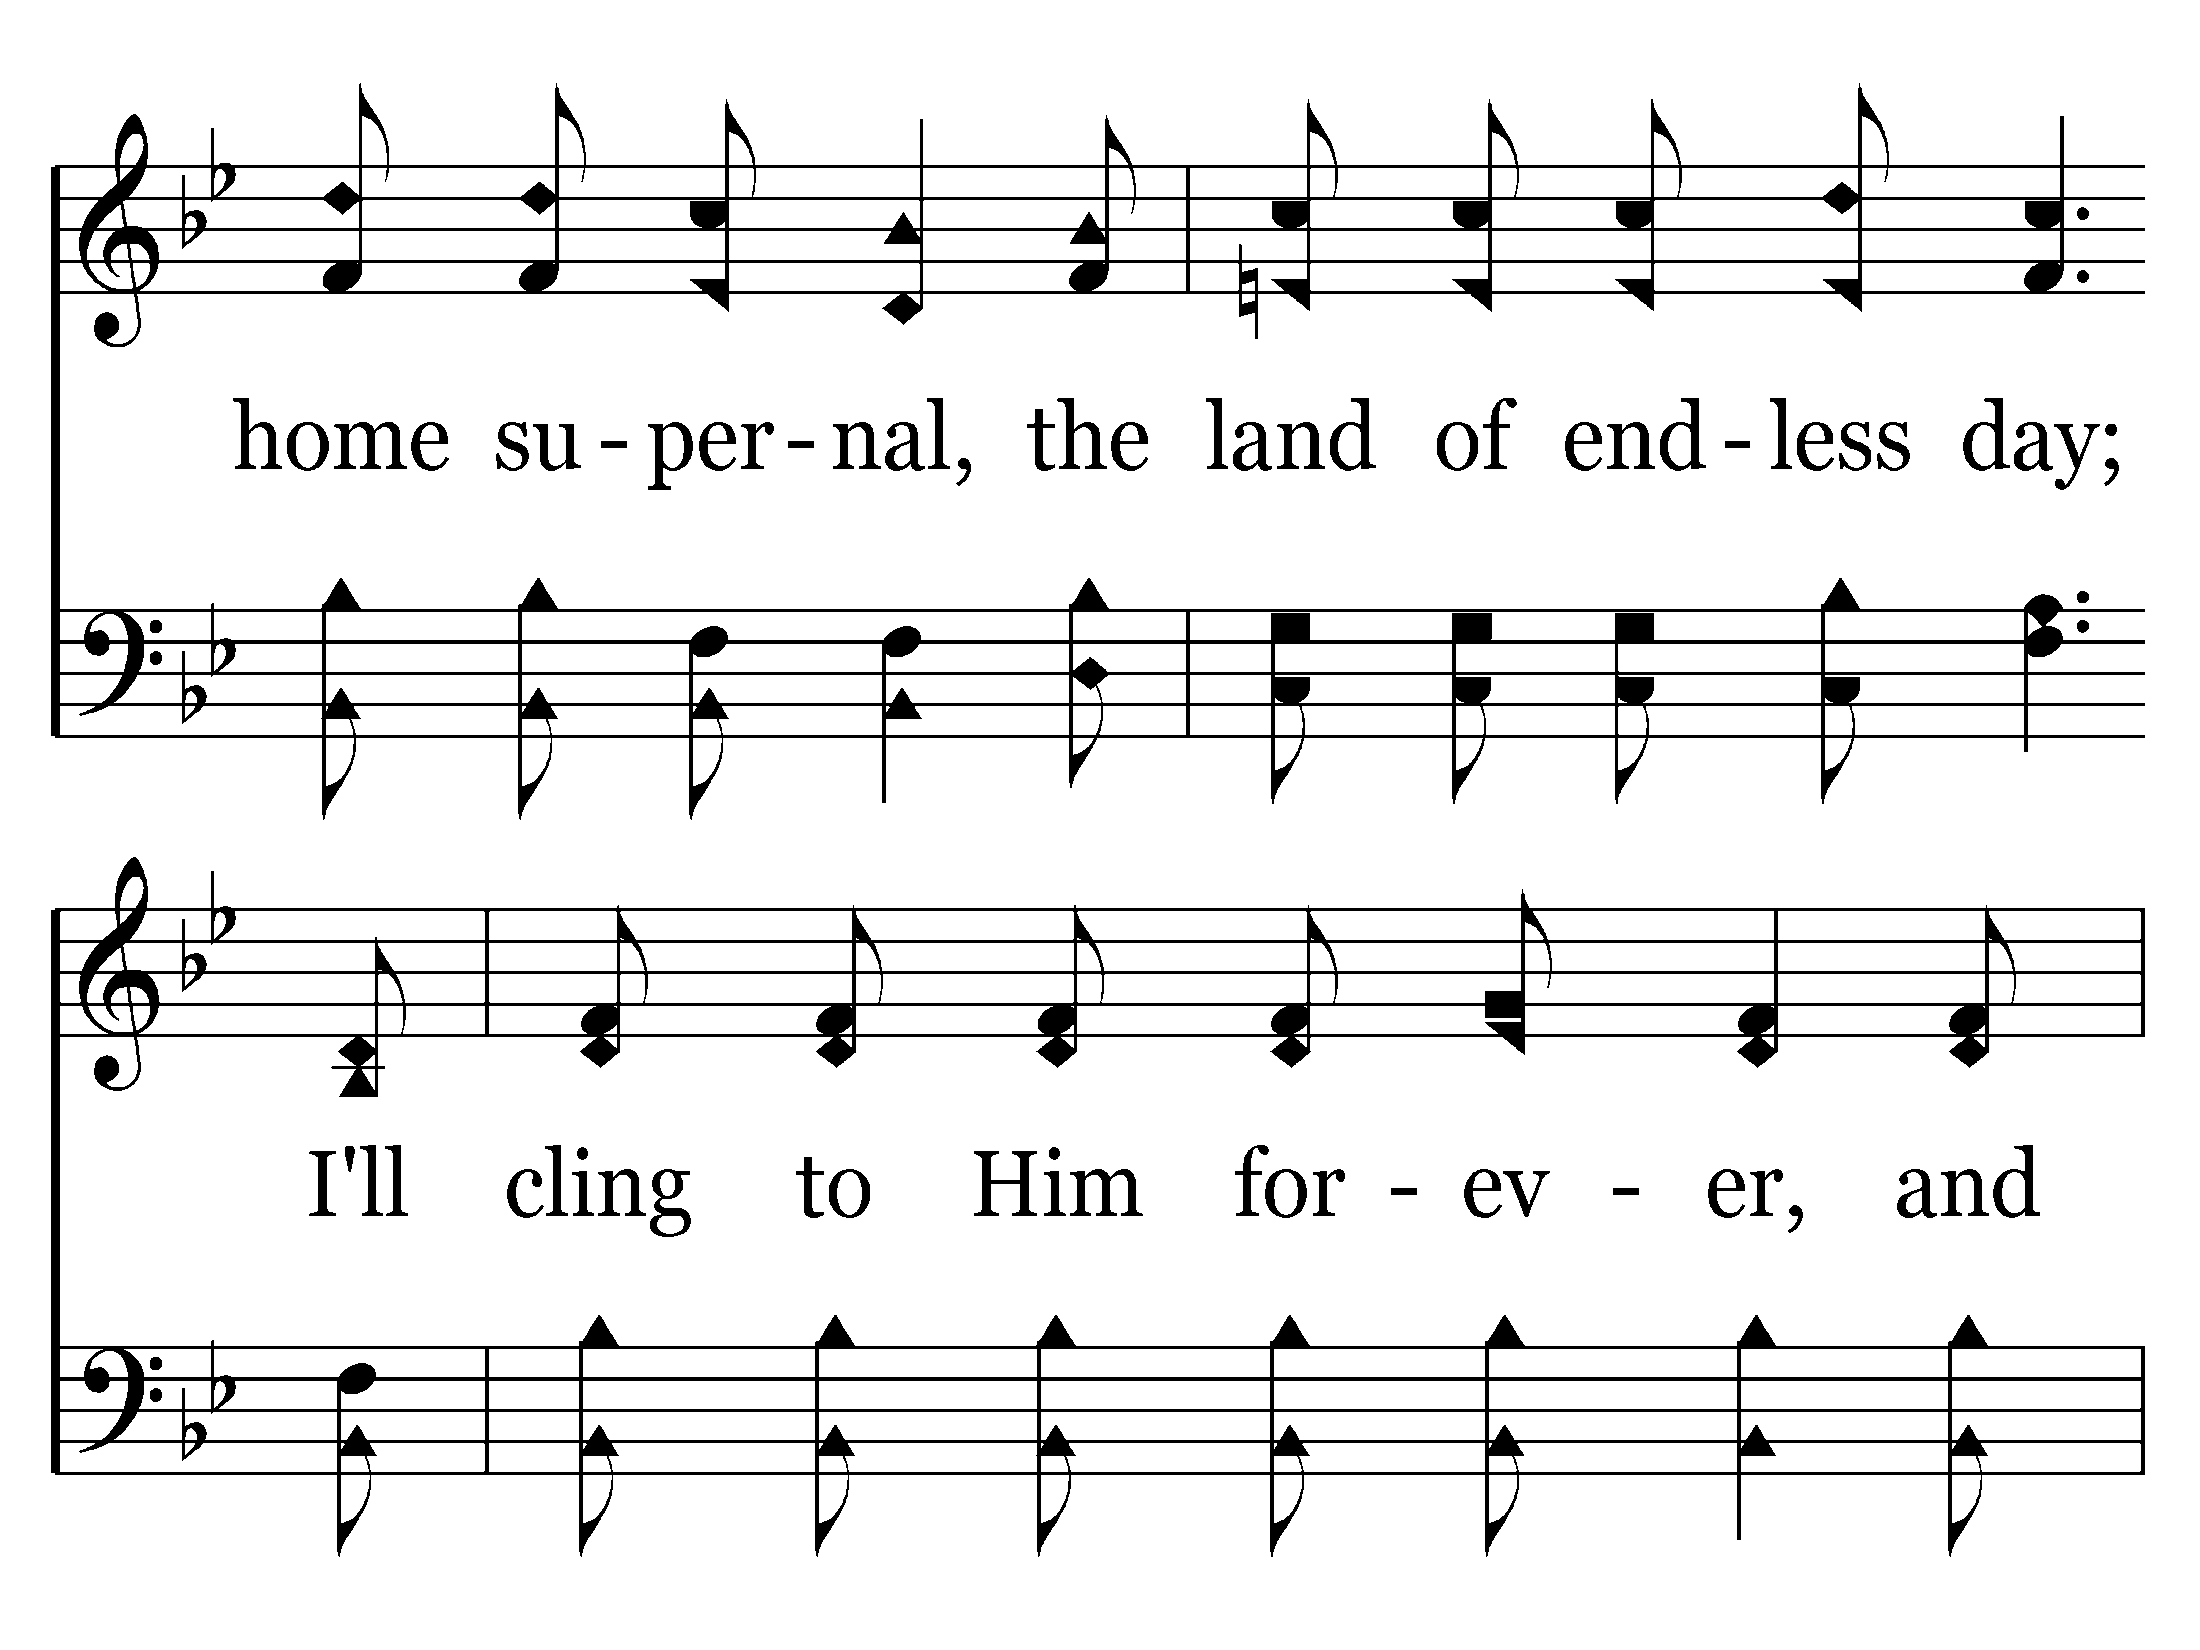 home su - per - nal, the land of end - less day;
I'll cling to Him for - ev - er, and